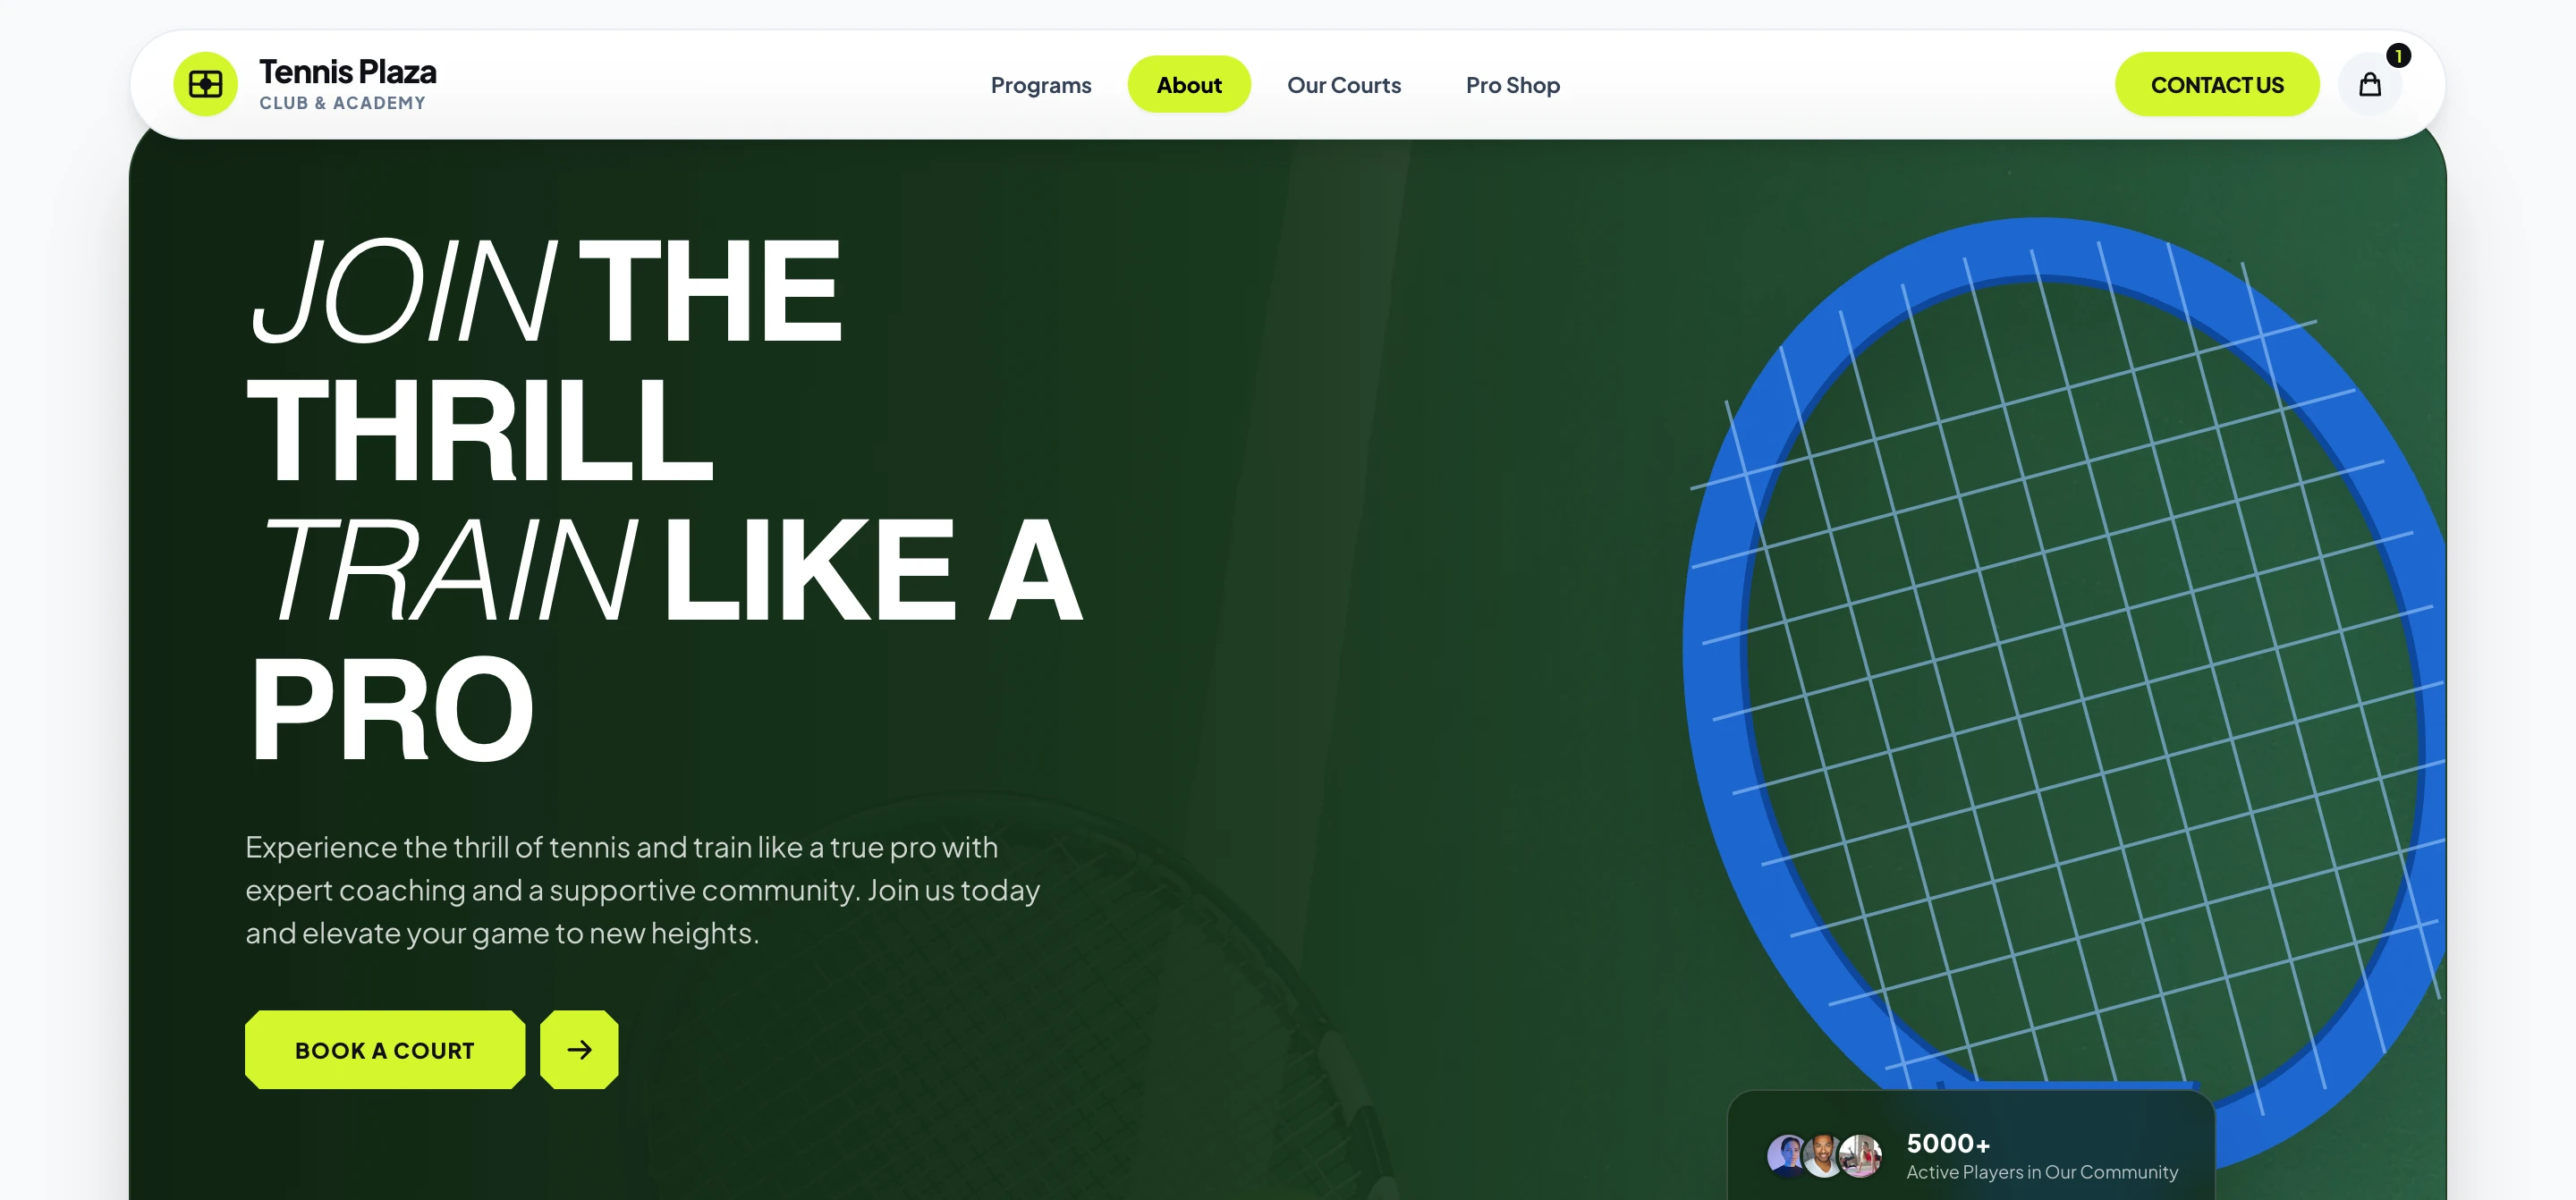 Tennis Plaza
CLUB & ACADEMY
Programs
About
Our Courts
Pro Shop
CONTACT US
1
JOIN THE
THRILL
TRAIN LIKE A
PRO
Experience the thrill of tennis and train like a true pro with
expert coaching and a supportive community. Join us today
and elevate your game to new heights.
BOOK A COURT
5000+
Active Players in Our Community